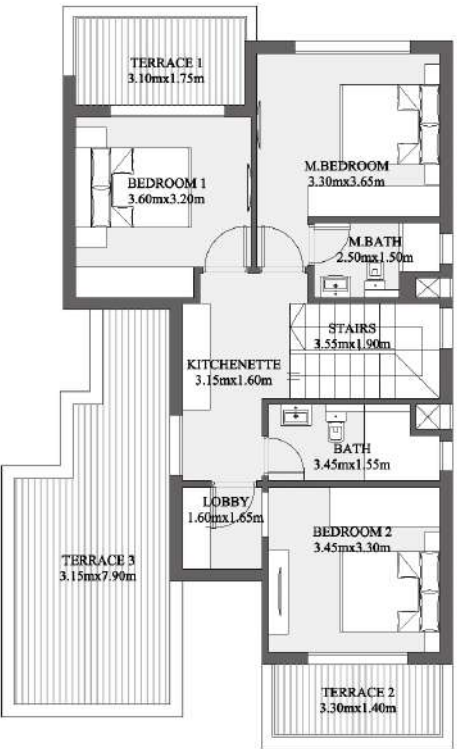 TERRACE 1
3.10mx1.75m
M.BEDROOM
3.30mx3.65m
BEDROOM 1
3.60mx3.20m
M.BATH
2.50mx1.50m
STAIRS
3.55mx1.90m
KITCHENETTE
3.15mx1.60m
BATH
3.45mx1.55m
LOBBY
1.60mx1.65m
BEDROOM 2
3.45mx3.30m
TERRACE 3
3.15mx7.90m
TERRACE 2
3.30mx1.40m